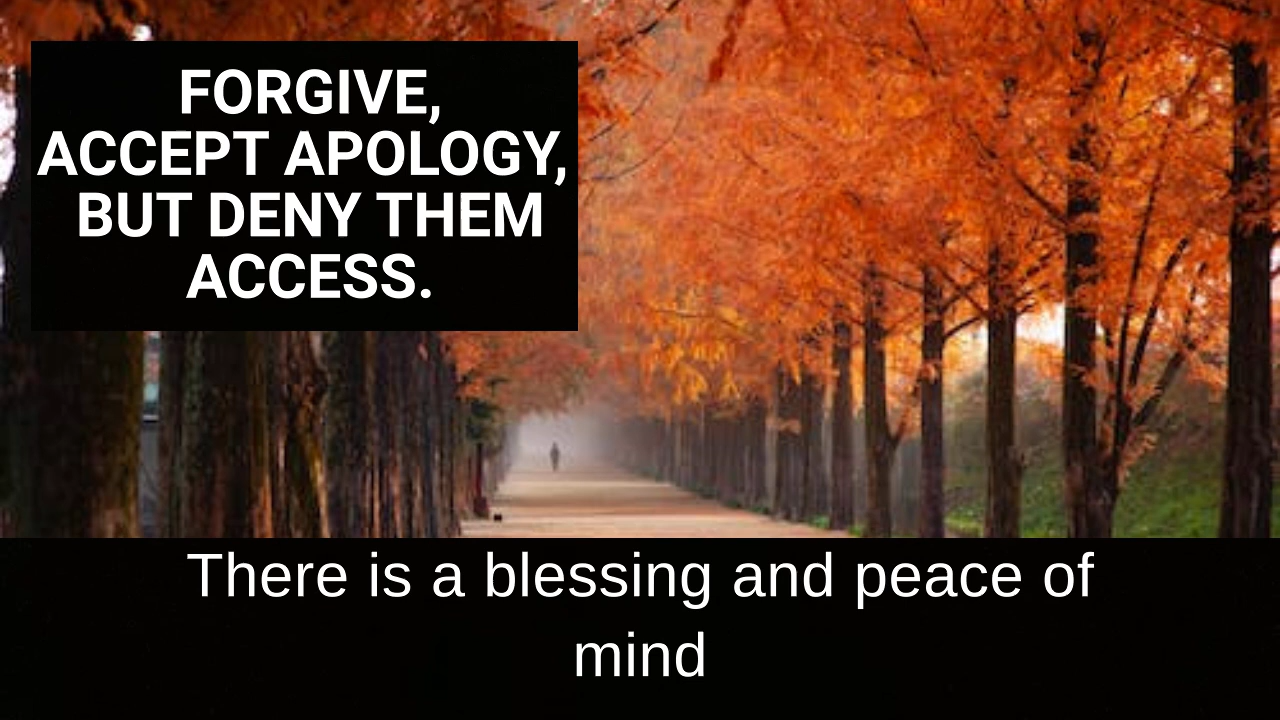 FORGIVE,
ACCEPT APOLOGY,
BUT DENY THEM
ACCESS.
There is a blessing and peace of
mind